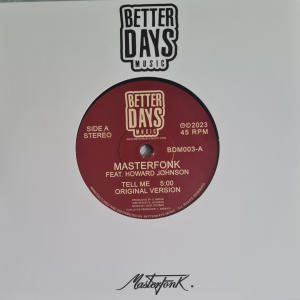 BETTER
DAYS
MUSIC
BETTER
DAYS
MUSIC
SIDE A
STEREO
℗©2023
45 RPM
BDM003-A
MASTERFONK
FEAT. HOWARD JOHNSON
TELL ME 5:00
ORIGINAL VERSION
Masterfonk.